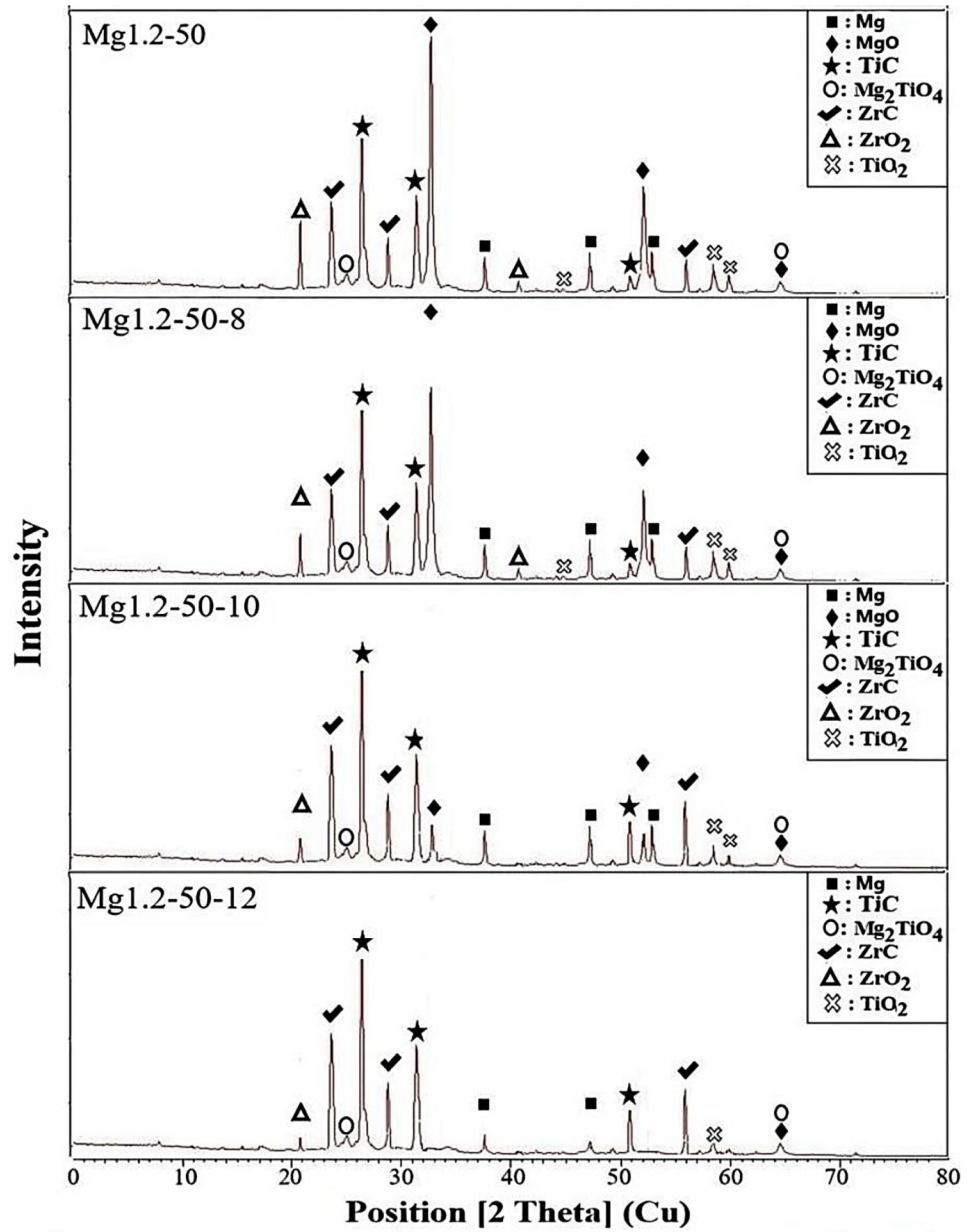 Mg1.2-50
■ : Mg
◆ : MgO
★ : TiC
O: Mg₂TiO₄
✔ : ZrC
△ : ZrO₂
※ : TiO₂
Mg1.2-50-8
■ : Mg
◆ : MgO
★ : TiC
O: Mg₂TiO₄
✔ : ZrC
△ : ZrO₂
※ : TiO₂
Mg1.2-50-10
■ : Mg
◆ : MgO
★ : TiC
O: Mg₂TiO₄
✔ : ZrC
△ : ZrO₂
※ : TiO₂
Mg1.2-50-12
■ : Mg
★ : TiC
O: Mg₂TiO₄
✔ : ZrC
△ : ZrO₂
※ : TiO₂
Intensity
0 10 20 30 40 50 60 70 80
Position [2 Theta] (Cu)